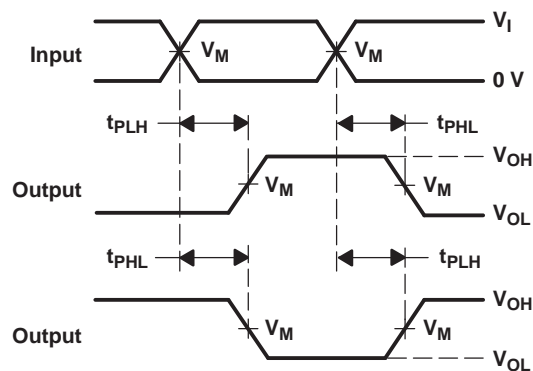 V_I
Input
V_M
V_M
0 V
t_PLH
t_PHL
V_OH
Output
V_M
V_M
V_OL
t_PHL
t_PLH
V_OH
Output
V_M
V_M
V_OL